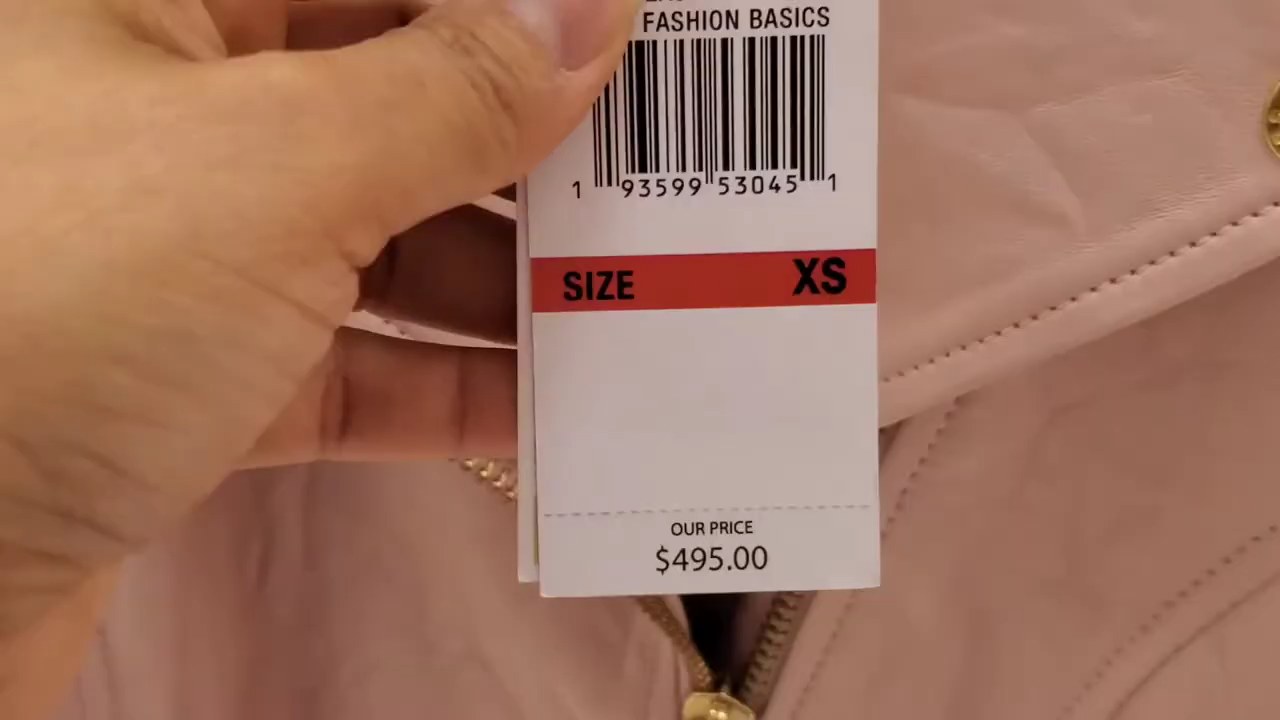 FASHION BASICS
1 93599 53045 1
SIZE XS
OUR PRICE
$495.00